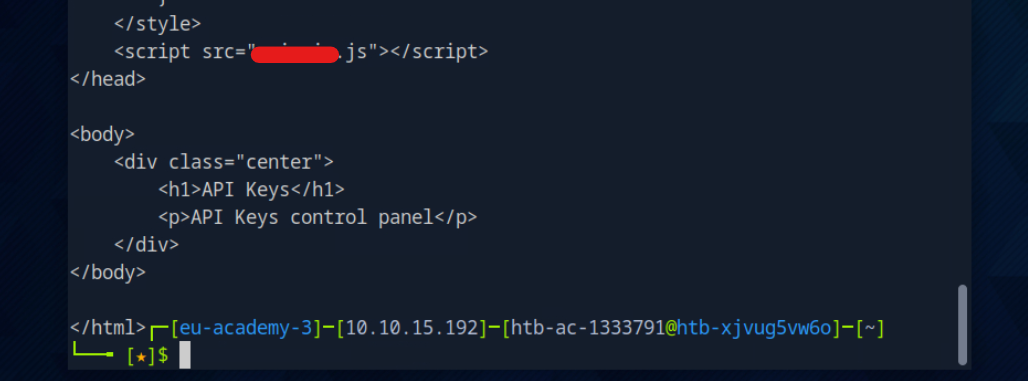 </style>
<script src=".js"></script>
</head>
<body>
<div class="center">
<h1>API Keys</h1>
<p>API Keys control panel</p>
</div>
</body>
</html>┌─[eu-academy-3]─[10.10.15.192]─[htb-ac-1333791@htb-xjvug5vw6o]─[~]
└──╼ [★]$